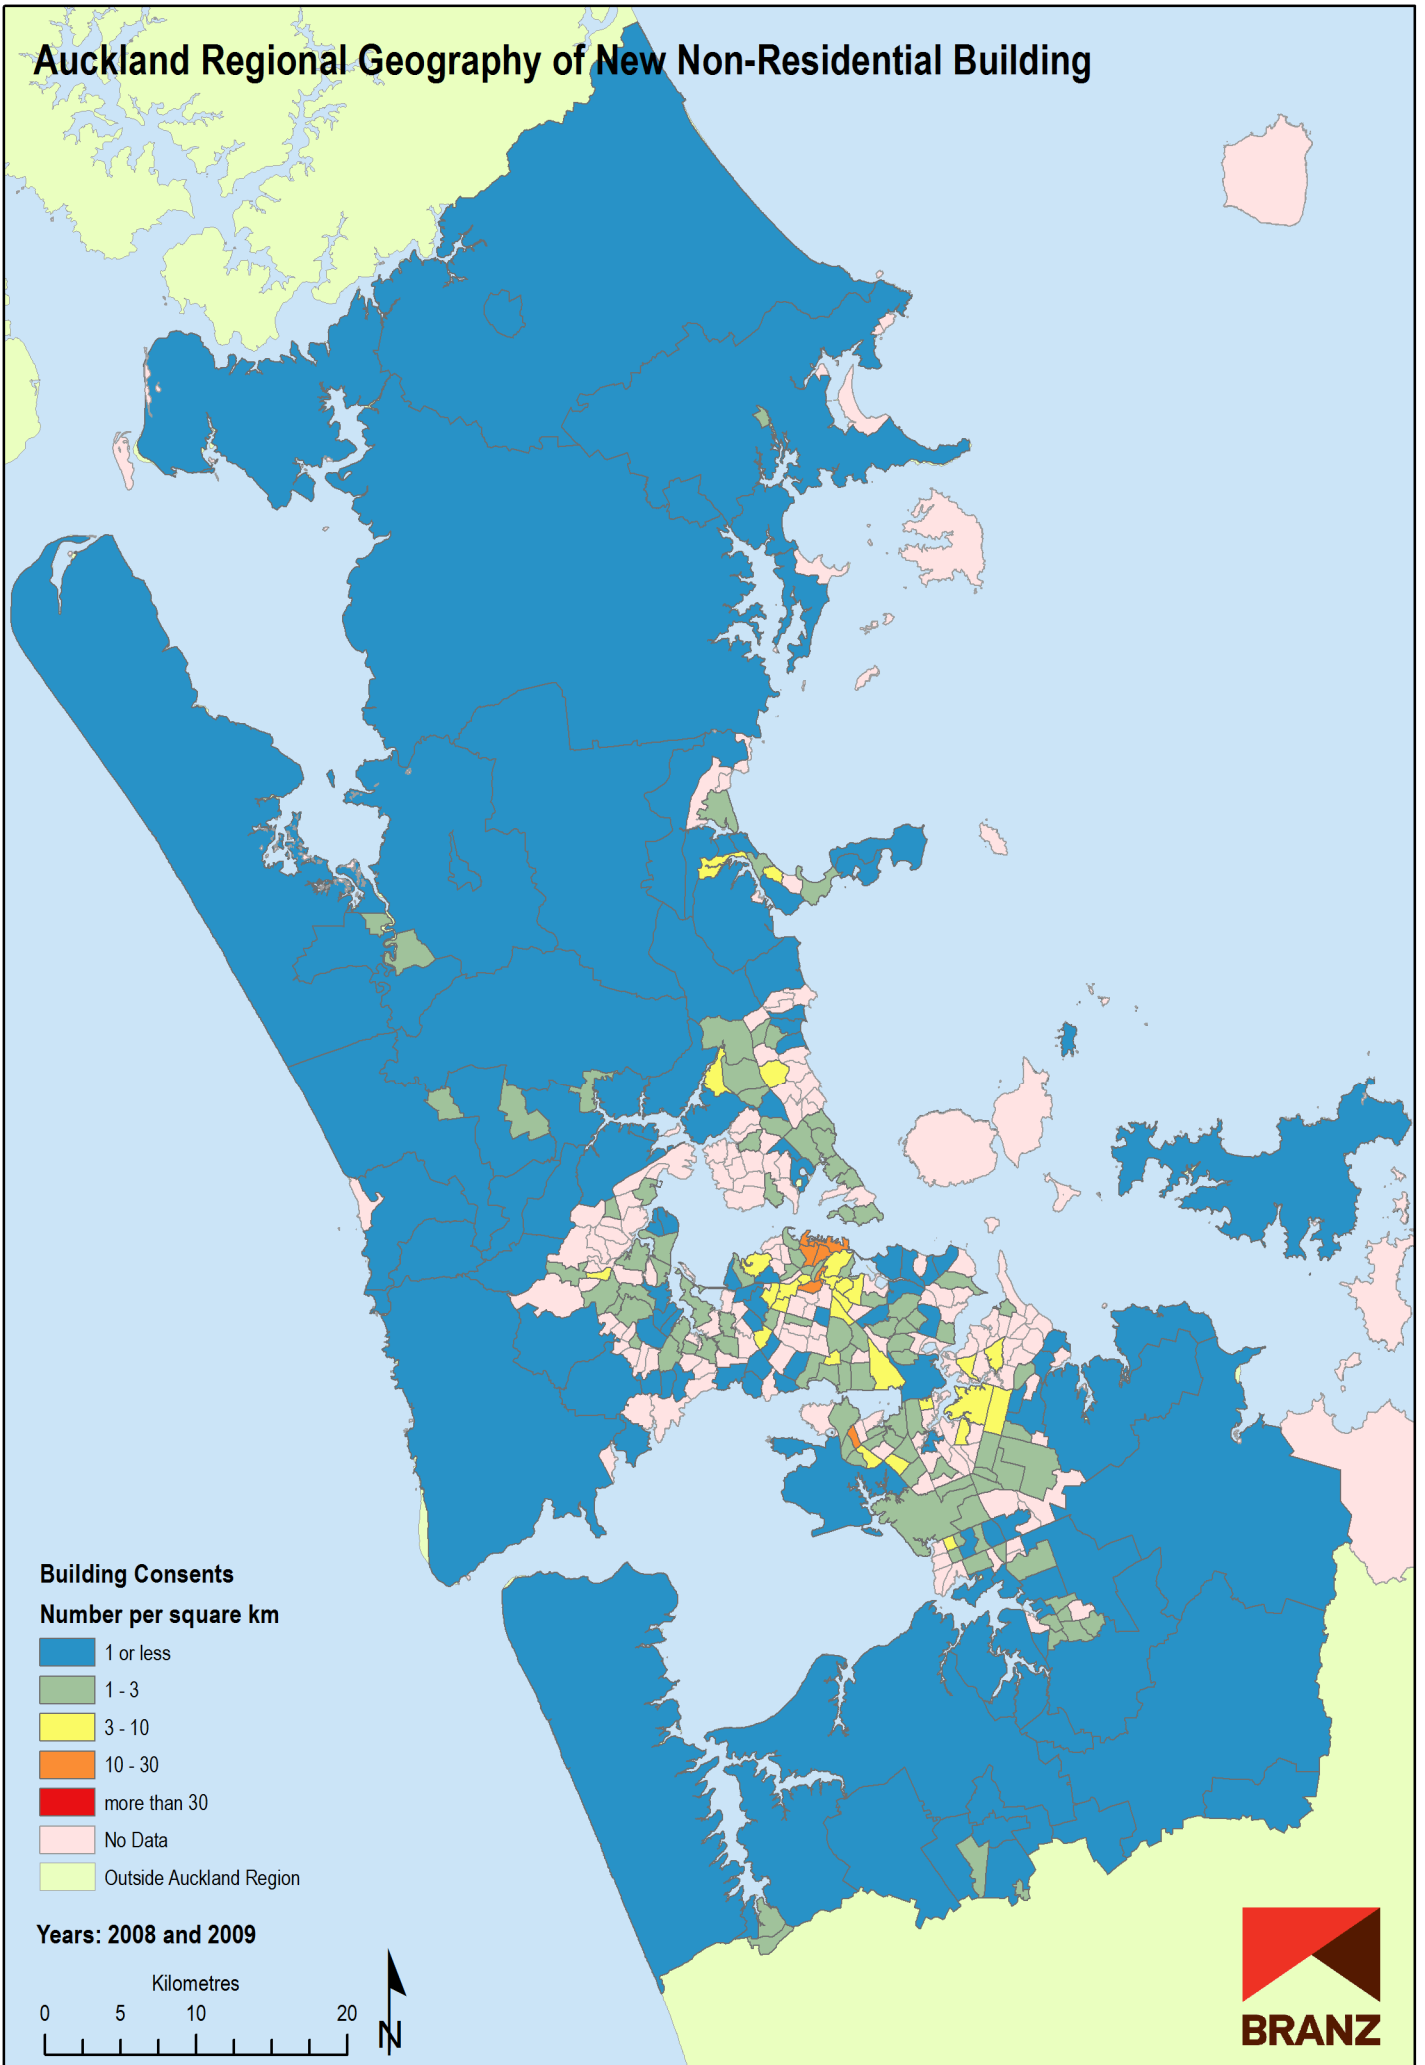 Auckland Regional Geography of New Non-Residential Building
Building Consents
Number per square km
1 or less
1 - 3
3 - 10
10 - 30
more than 30
No Data
Outside Auckland Region
Years: 2008 and 2009
Kilometres
0 5 10 20
N
BRANZ